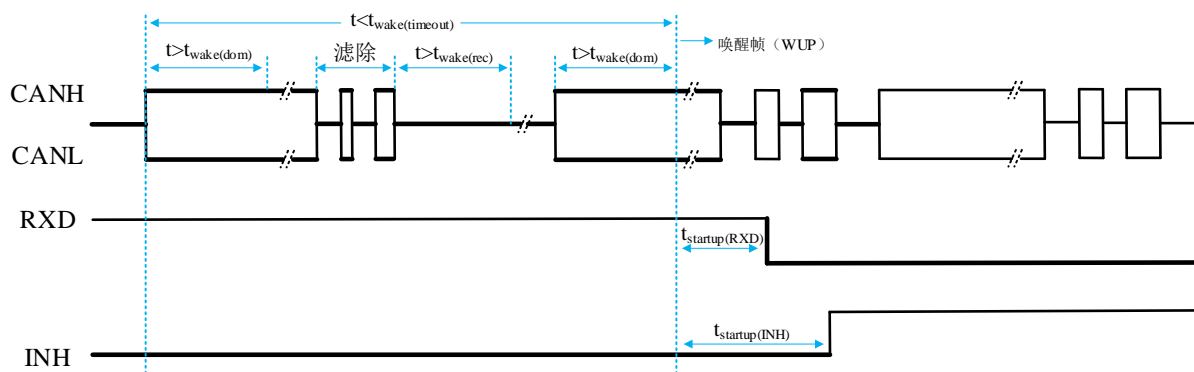 t<twake(timeout)
唤醒帧（WUP）
t>twake(dom) 滤除 t>twake(rec) t>twake(dom)
CANH
CANL
RXD
tstartup(RXD)
tstartup(INH)
INH